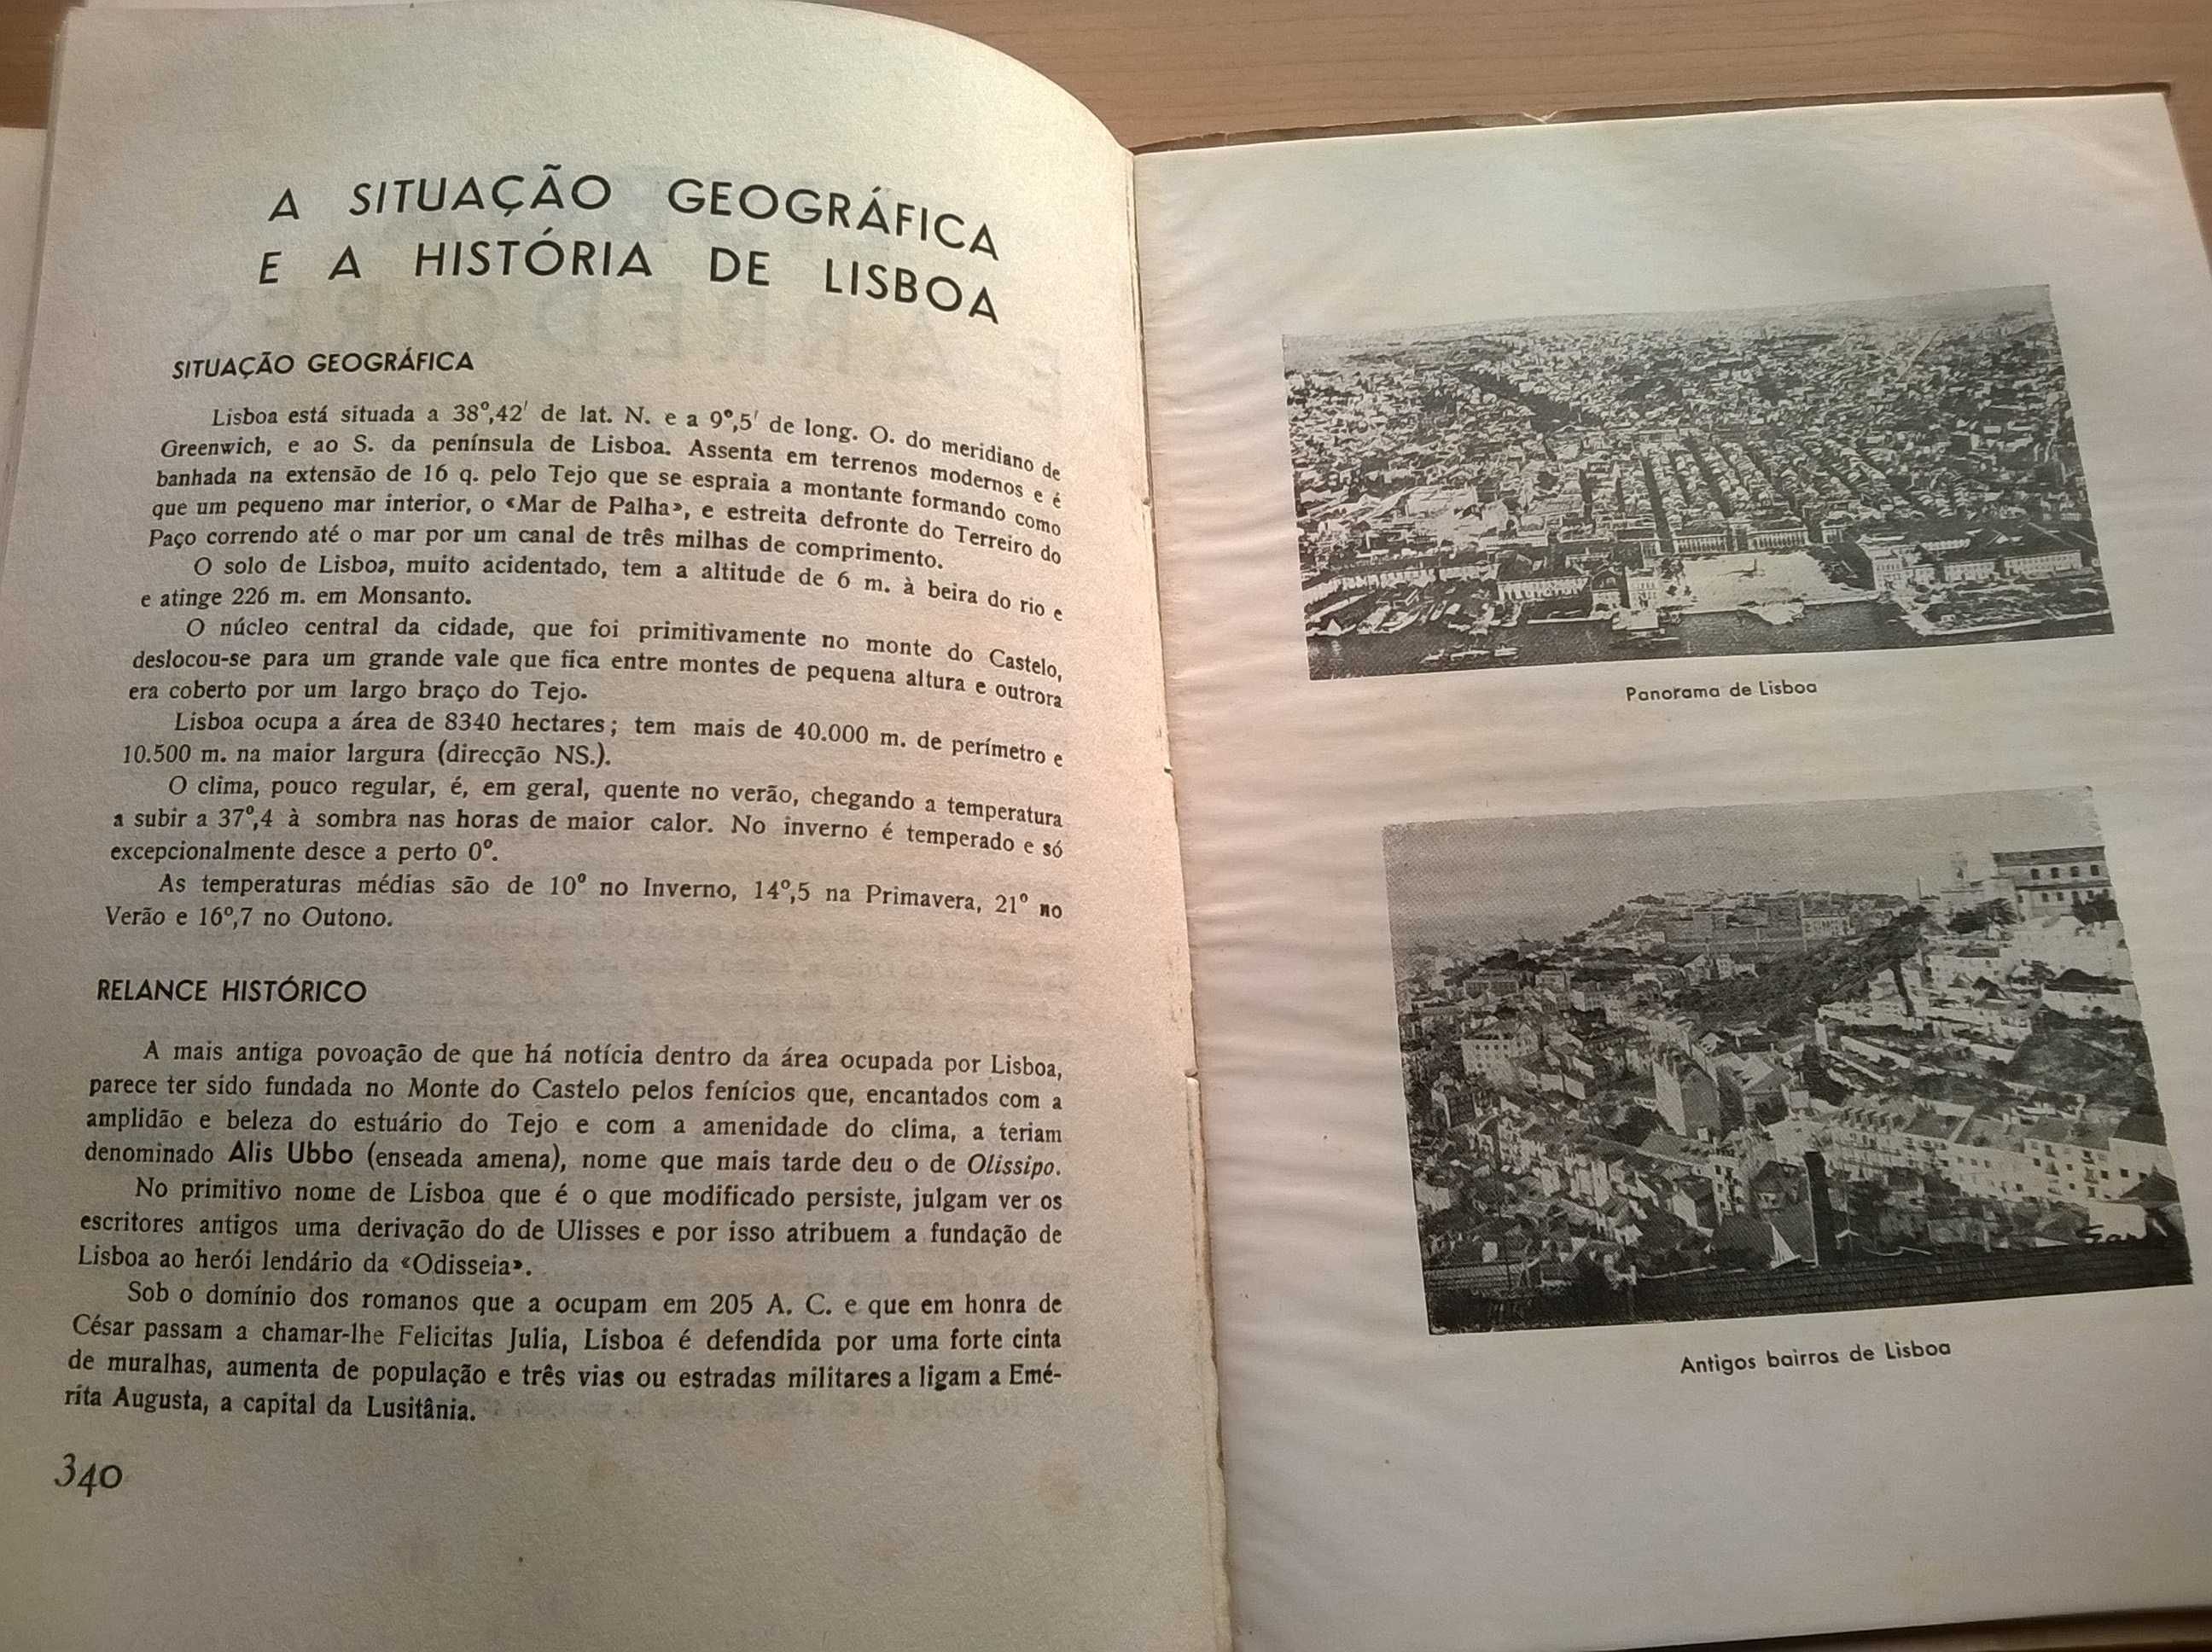 A SITUAÇÃO GEOGRÁFICA
E A HISTÓRIA DE LISBOA
SITUAÇÃO GEOGRÁFICA
Lisboa está situada a 38º,42' de lat. N. e a 9º,5' de long. O. do meridiano de
Greenwich, e ao S. da península de Lisboa. Assenta em terrenos modernos e é
banhada na extensão de 16 q. pelo Tejo que se espraia a montante formando como
que um pequeno mar interior, o «Mar de Palha», e estreita defronte do Terreiro do
Paço correndo até o mar por um canal de três milhas de comprimento.
O solo de Lisboa, muito acidentado, tem a altitude de 6 m. à beira do rio e
e atinge 226 m. em Monsanto.
O núcleo central da cidade, que foi primitivamente no monte do Castelo,
deslocou-se para um grande vale que fica entre montes de pequena altura e outrora
era coberto por um largo braço do Tejo.
Lisboa ocupa a área de 8340 hectares; tem mais de 40.000 m. de perímetro e
10.500 m. na maior largura (direcção NS.).
O clima, pouco regular, é, em geral, quente no verão, chegando a temperatura
a subir a 37º,4 à sombra nas horas de maior calor. No inverno é temperado e só
excepcionalmente desce a perto 0º.
As temperaturas médias são de 10º no Inverno, 14º,5 na Primavera, 21º no
Verão e 16º,7 no Outono.
RELANCE HISTÓRICO
A mais antiga povoação de que há notícia dentro da área ocupada por Lisboa,
parece ter sido fundada no Monte do Castelo pelos fenícios que, encantados com a
amplidão e beleza do estuário do Tejo e com a amenidade do clima, a teriam
denominado Alis Ubbo (enseada amena), nome que mais tarde deu o de Olissipo.
No primitivo nome de Lisboa que é o que modificado persiste, julgam ver os
escritores antigos uma derivação do de Ulisses e por isso atribuem a fundação de
Lisboa ao herói lendário da «Odisseia».
Sob o domínio dos romanos que a ocupam em 205 A. C. e que em honra de
César passam a chamar-lhe Felicitas Julia, Lisboa é defendida por uma forte cinta
de muralhas, aumenta de população e três vias ou estradas militares a ligam a Emé-
rita Augusta, a capital da Lusitânia.
340
Panorama de Lisboa
Antigos bairros de Lisboa